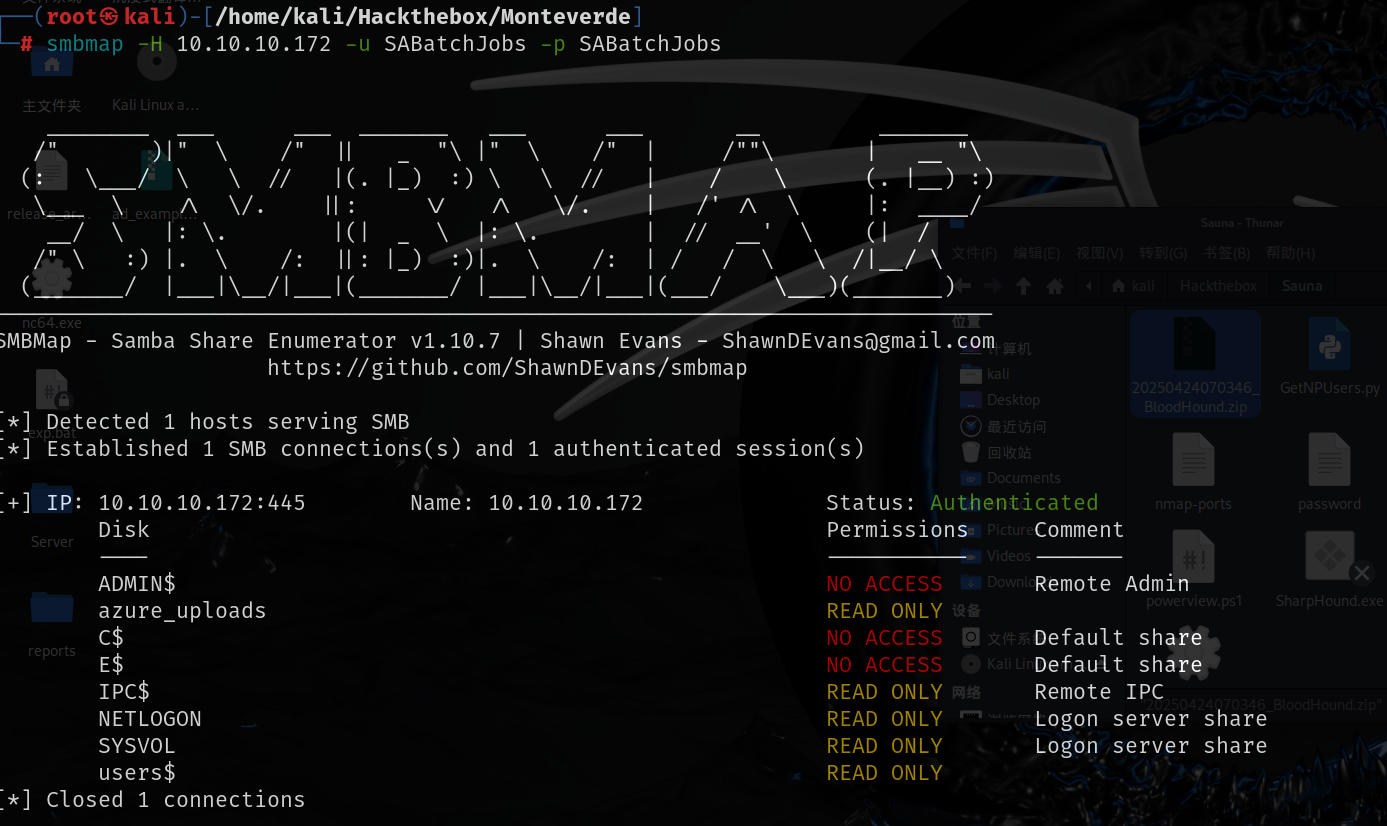 ┌──(root㉿kali)-[/home/kali/Hackthebox/Monteverde]
└─# smbmap -H 10.10.10.172 -u SABatchJobs -p SABatchJobs
主文件夹 Kali Linux a…
SMBMap - Samba Share Enumerator v1.10.7 | Shawn Evans - ShawnDEvans@gmail.com
https://github.com/ShawnDEvans/smbmap
[*] Detected 1 hosts serving SMB
[*] Established 1 SMB connections(s) and 1 authenticated session(s)
[+] IP: 10.10.10.172:445 Name: 10.10.10.172 Status: Authenticated
Disk Permissions Comment
---- ----------- -------
ADMIN$ NO ACCESS Remote Admin
azure_uploads READ ONLY
C$ NO ACCESS Default share
E$ NO ACCESS Default share
IPC$ READ ONLY Remote IPC
NETLOGON READ ONLY Logon server share
SYSVOL READ ONLY Logon server share
users$ READ ONLY
[*] Closed 1 connections
release_ar…
ad_exampl…
nc64.exe
exp.bat
Server
reports
Sauna - Thunar
文件(F) 编辑(E) 视图(V) 转到(G) 书签(B) 帮助(H)
kali Hackthebox Sauna
位置
计算机
kali
Desktop
最近访问
回收站
Documents
Pictures
Videos
设备
文件系
Kali Lin
网络
20250424070346_
BloodHound.zip
GetNPUsers.py
nmap-ports
password
powerview.ps1
SharpHound.exe
"20250424070346_BloodHound.zip"